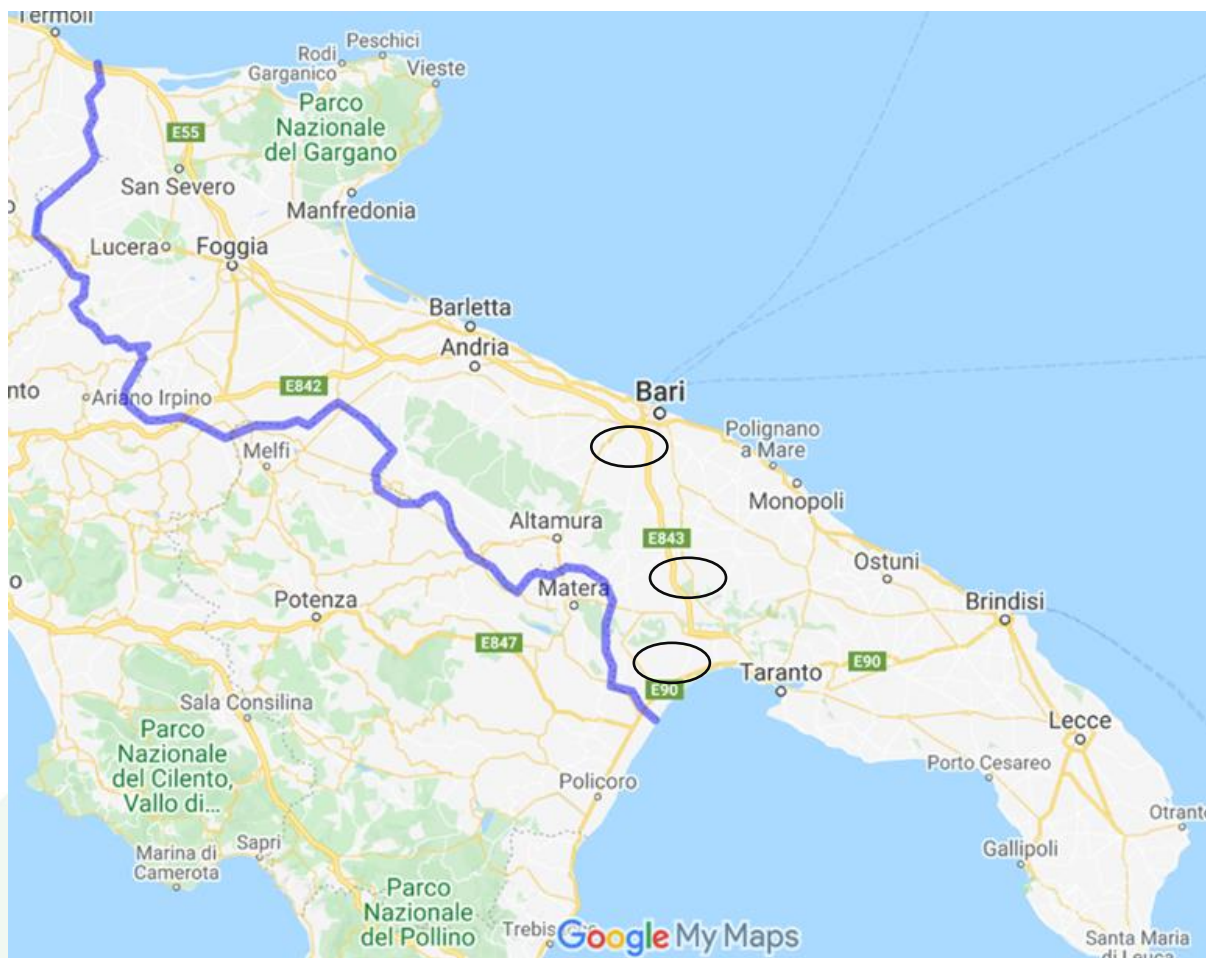 Termoli
Peschici
Rodi
Garganico
Vieste
Parco
Nazionale
del Gargano
E55
San Severo
Manfredonia
Lucera
Foggia
Barletta
Andria
E842
Ariano Irpino
nto
Bari
Melfi
Polignano
a Mare
Monopoli
Altamura
E843
Ostuni
Matera
Potenza
Brindisi
E847
Taranto
E90
E90
Sala Consilina
Parco
Nazionale
del Cilento,
Vallo di...
Lecce
Porto Cesareo
Policoro
Otranto
Sapri
Marina di
Camerota
Gallipoli
Parco
Nazionale
del Pollino
Google My Maps
Santa Maria
di Leuca